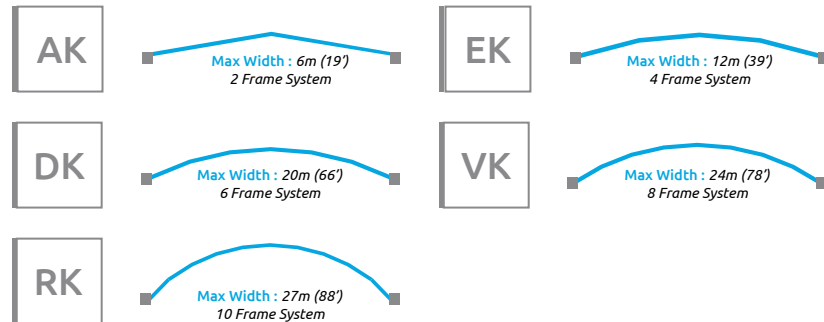 AK
Max Width : 6m (19’)
2 Frame System
EK
Max Width : 12m (39’)
4 Frame System
DK
Max Width : 20m (66’)
6 Frame System
VK
Max Width : 24m (78’)
8 Frame System
RK
Max Width : 27m (88’)
10 Frame System